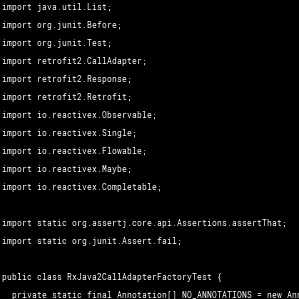 import java.util.List;
import org.junit.Before;
import org.junit.Test;
import retrofit2.CallAdapter;
import retrofit2.Response;
import retrofit2.Retrofit;
import io.reactivex.Observable;
import io.reactivex.Single;
import io.reactivex.Flowable;
import io.reactivex.Maybe;
import io.reactivex.Completable;
import static org.assertj.core.api.Assertions.assertThat;
import static org.junit.Assert.fail;
public class RxJava2CallAdapterFactoryTest {
private static final Annotation[] NO_ANNOTATIONS = new